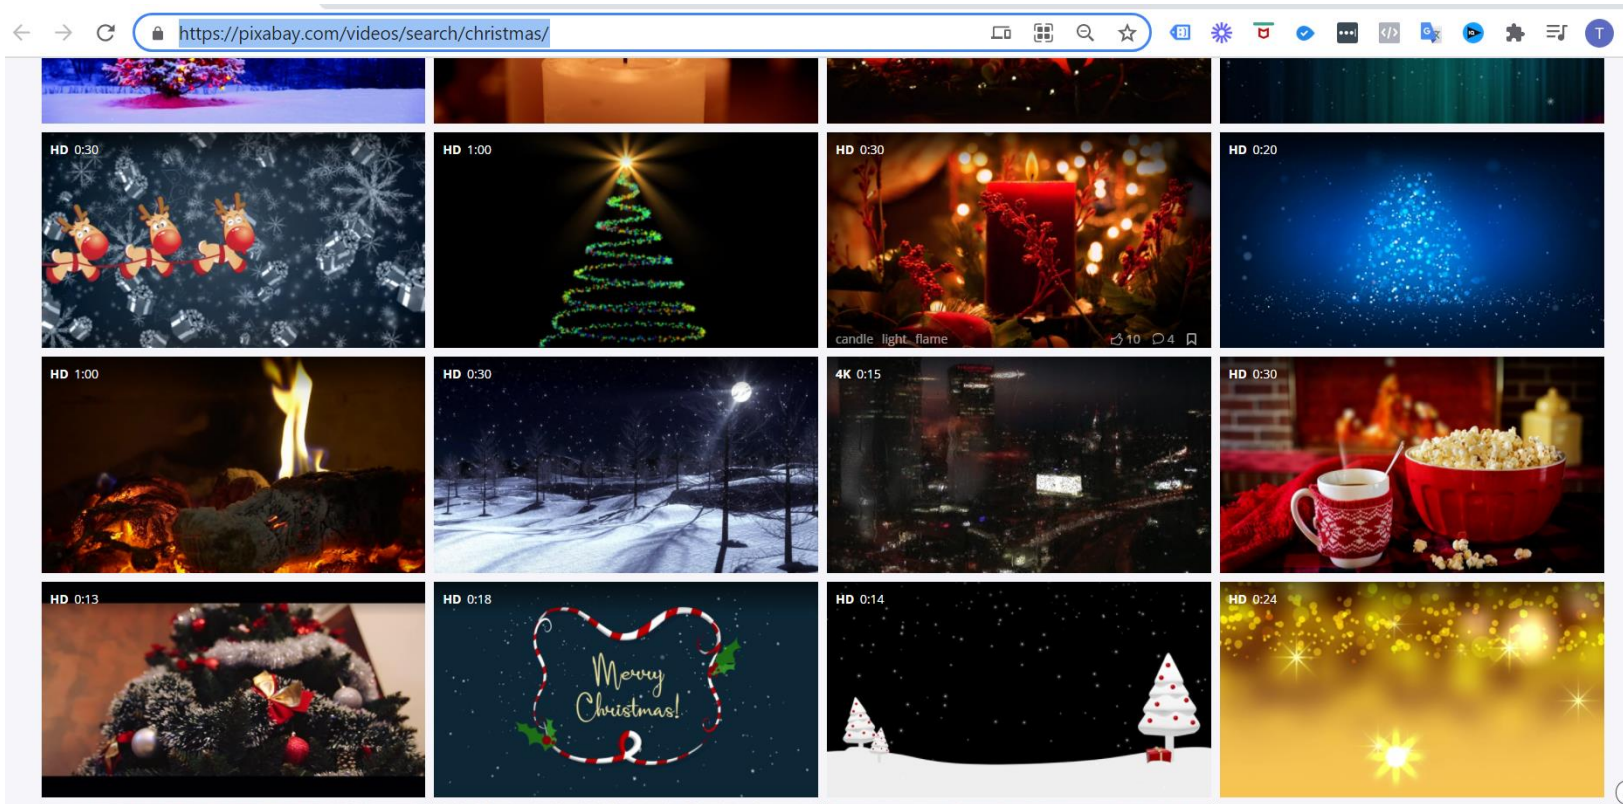 https://pixabay.com/videos/search/christmas/
T
HD 0:30
HD 1:00
HD 0:30
HD 0:20
candle light flame 10 4
HD 1:00
HD 0:30
4K 0:15
HD 0:30
HD 0:13
HD 0:18
HD 0:14
HD 0:24
Merry
Christmas!